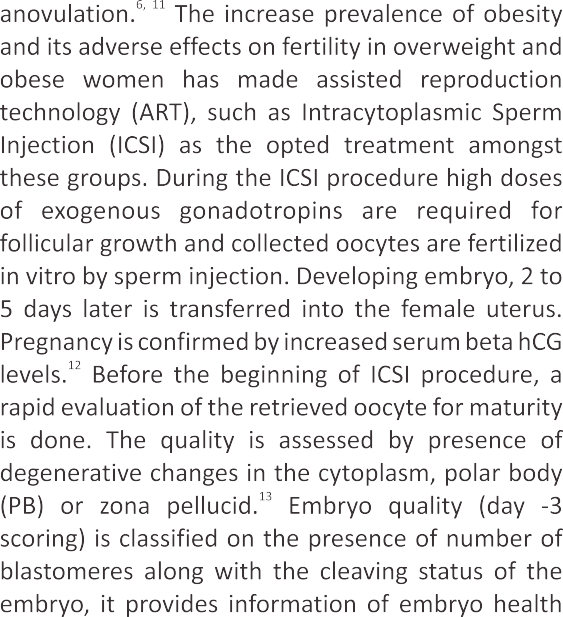 anovulation.6, 11 The increase prevalence of obesity
and its adverse effects on fertility in overweight and
obese women has made assisted reproduction
technology (ART), such as Intracytoplasmic Sperm
Injection (ICSI) as the opted treatment amongst
these groups. During the ICSI procedure high doses
of exogenous gonadotropins are required for
follicular growth and collected oocytes are fertilized
in vitro by sperm injection. Developing embryo, 2 to
5 days later is transferred into the female uterus.
Pregnancy is confirmed by increased serum beta hCG
levels.12 Before the beginning of ICSI procedure, a
rapid evaluation of the retrieved oocyte for maturity
is done. The quality is assessed by presence of
degenerative changes in the cytoplasm, polar body
(PB) or zona pellucid.13 Embryo quality (day -3
scoring) is classified on the presence of number of
blastomeres along with the cleaving status of the
embryo, it provides information of embryo health